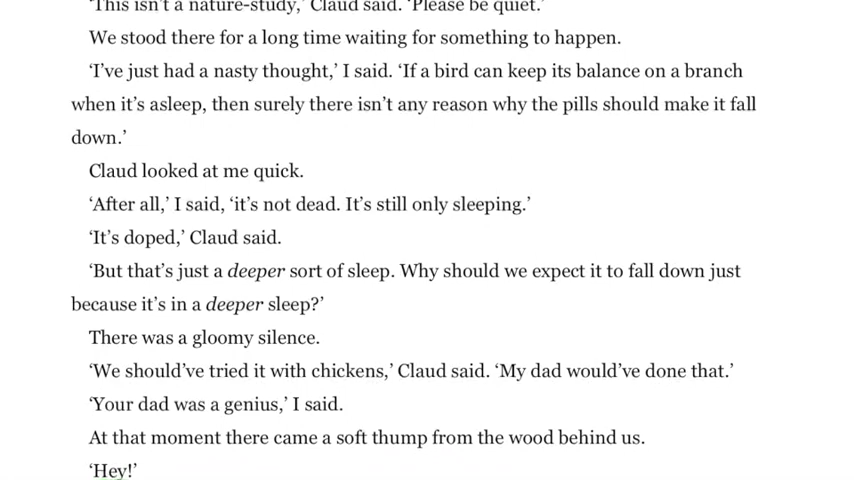 ‘This isn’t a nature-study,’ Claud said. ‘Please be quiet.’
We stood there for a long time waiting for something to happen.
‘I’ve just had a nasty thought,’ I said. ‘If a bird can keep its balance on a branch
when it’s asleep, then surely there isn’t any reason why the pills should make it fall
down.’
Claud looked at me quick.
‘After all,’ I said, ‘it’s not dead. It’s still only sleeping.’
‘It’s doped,’ Claud said.
‘But that’s just a deeper sort of sleep. Why should we expect it to fall down just
because it’s in a deeper sleep?’
There was a gloomy silence.
‘We should’ve tried it with chickens,’ Claud said. ‘My dad would’ve done that.’
‘Your dad was a genius,’ I said.
At that moment there came a soft thump from the wood behind us.
‘Hey!’